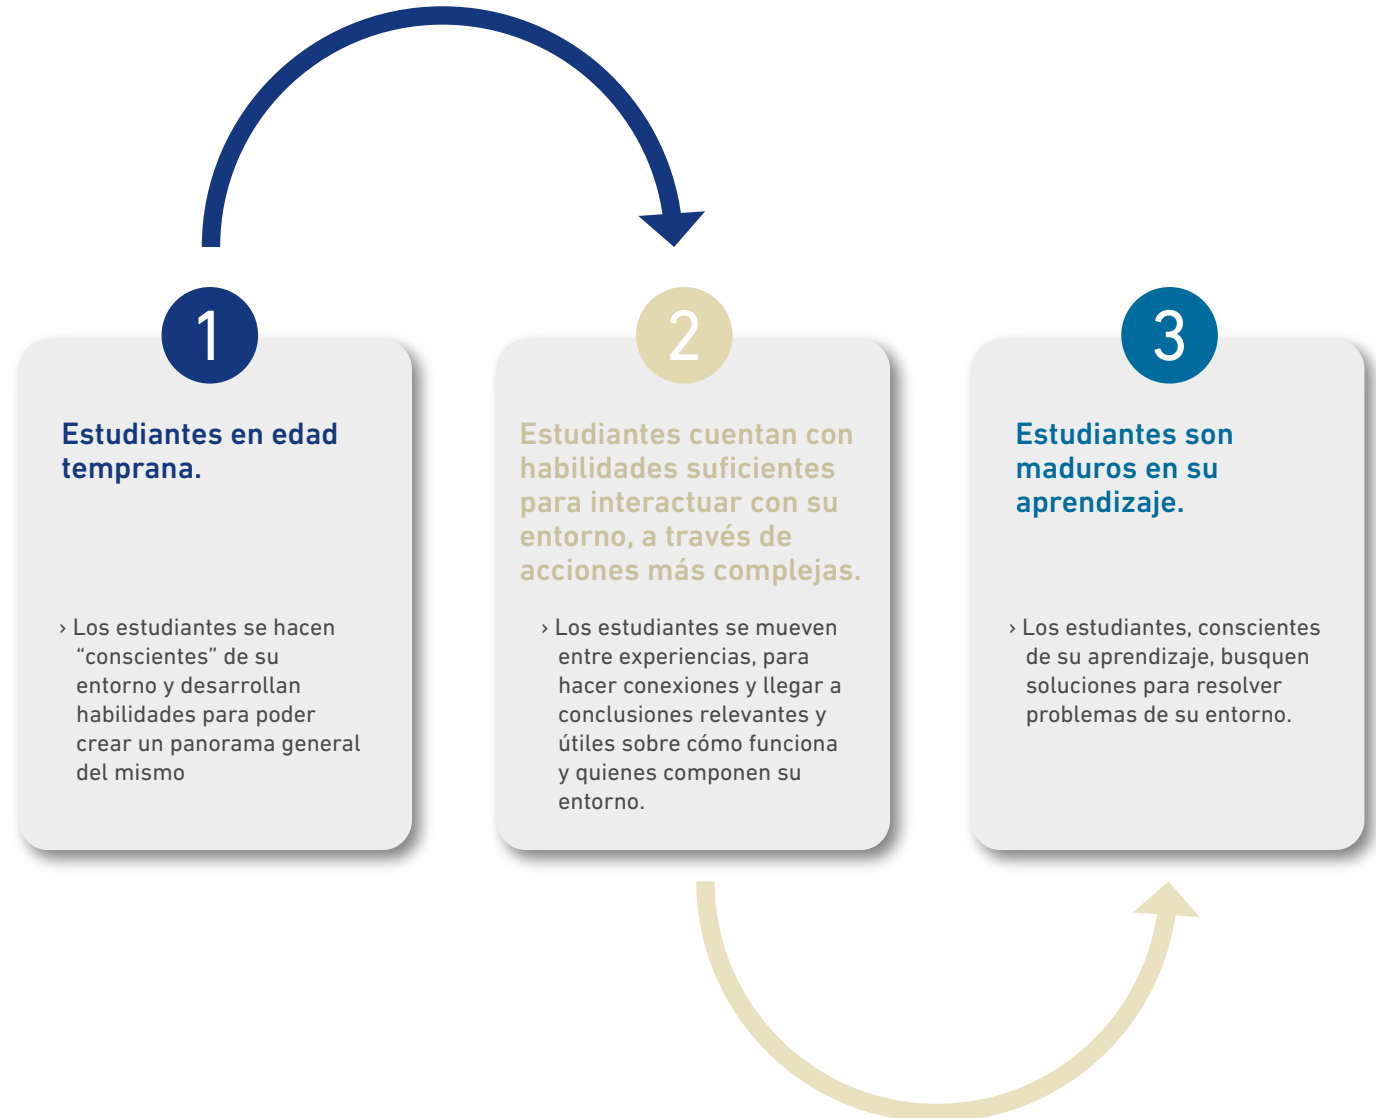 1
Estudiantes en edad
temprana.
› Los estudiantes se hacen
“conscientes” de su
entorno y desarrollan
habilidades para poder
crear un panorama general
del mismo
2
Estudiantes cuentan con
habilidades suficientes
para interactuar con su
entorno, a través de
acciones más complejas.
› Los estudiantes se mueven
entre experiencias, para
hacer conexiones y llegar a
conclusiones relevantes y
útiles sobre cómo funciona
y quienes componen su
entorno.
3
Estudiantes son
maduros en su
aprendizaje.
› Los estudiantes, conscientes
de su aprendizaje, busquen
soluciones para resolver
problemas de su entorno.